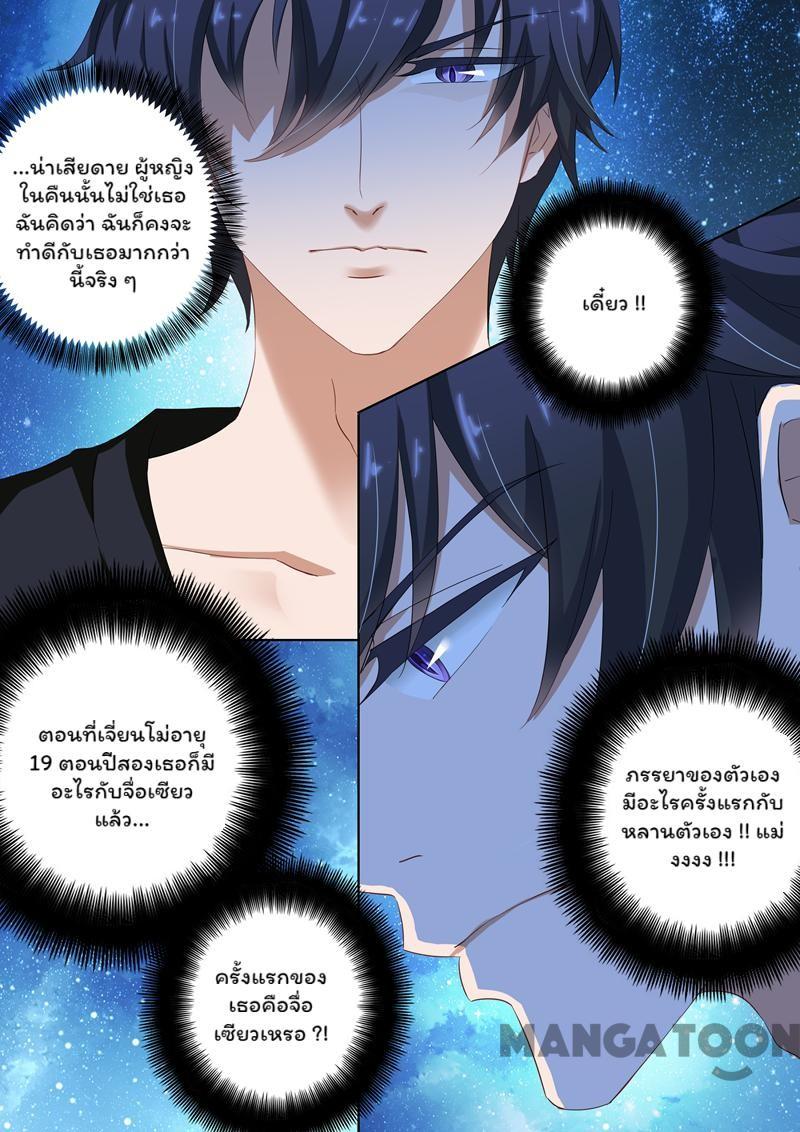 ...น่าเสียดาย ผู้หญิง
ในคืนนั้นไม่ใช่เธอ
ฉันคิดว่า ฉันก็คงจะ
ทำดีกับเธอมากกว่า
นี้จริง ๆ
เดี๋ยว !!
ตอนที่เจี่ยนโม่อายุ
19 ตอนปีสองเธอก็มี
อะไรกับจื่อเซียว
แล้ว...
ภรรยาของตัวเอง
มีอะไรครั้งแรกกับ
หลานตัวเอง !! แม่
งงงง !!!
ครั้งแรกของ
เธอคือจื่อ
เซียวเหรอ ?!
MANGATOON